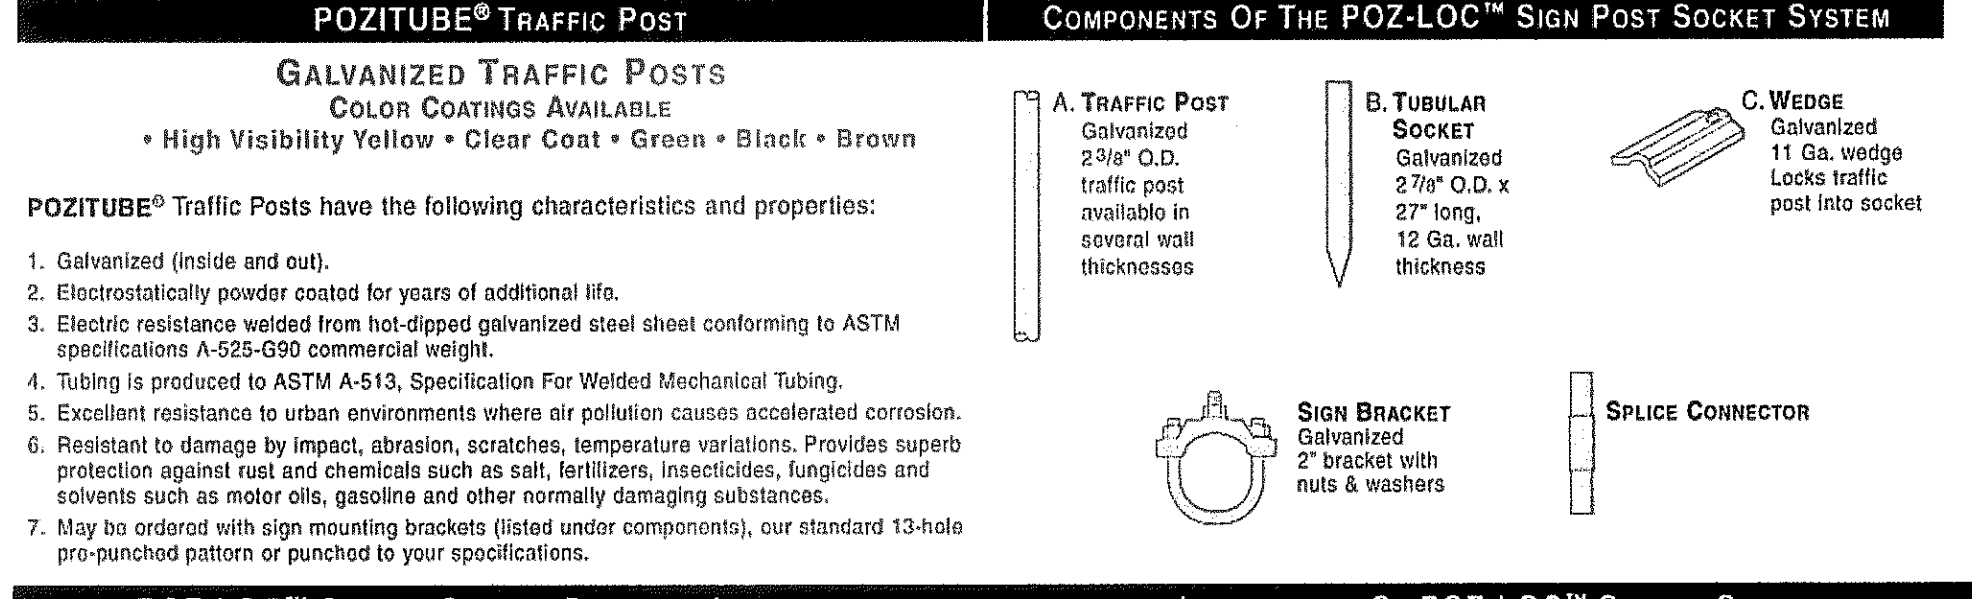 POZITUBE® TRAFFIC POST
GALVANIZED TRAFFIC POSTS
COLOR COATINGS AVAILABLE
• High Visibility Yellow • Clear Coat • Green • Black • Brown
POZITUBE® Traffic Posts have the following characteristics and properties:
1. Galvanized (inside and out).
2. Electrostatically powder coated for years of additional life.
3. Electric resistance welded from hot-dipped galvanized steel sheet conforming to ASTM
specifications A-525-G90 commercial weight.
4. Tubing is produced to ASTM A-513, Specification For Welded Mechanical Tubing.
5. Excellent resistance to urban environments where air pollution causes accelerated corrosion.
6. Resistant to damage by impact, abrasion, scratches, temperature variations. Provides superb
protection against rust and chemicals such as salt, fertilizers, insecticides, fungicides and
solvents such as motor oils, gasoline and other normally damaging substances.
7. May be ordered with sign mounting brackets (listed under components), our standard 13-hole
pre-punched pattern or punched to your specifications.
COMPONENTS OF THE POZ-LOC™ SIGN POST SOCKET SYSTEM
A. TRAFFIC POST
Galvanized
2 3/8" O.D.
traffic post
available in
several wall
thicknesses
B. TUBULAR
SOCKET
Galvanized
2 7/8" O.D. x
27" long,
12 Ga. wall
thickness
C. WEDGE
Galvanized
11 Ga. wedge
Locks traffic
post into socket
SIGN BRACKET
Galvanized
2" bracket with
nuts & washers
SPLICE CONNECTOR